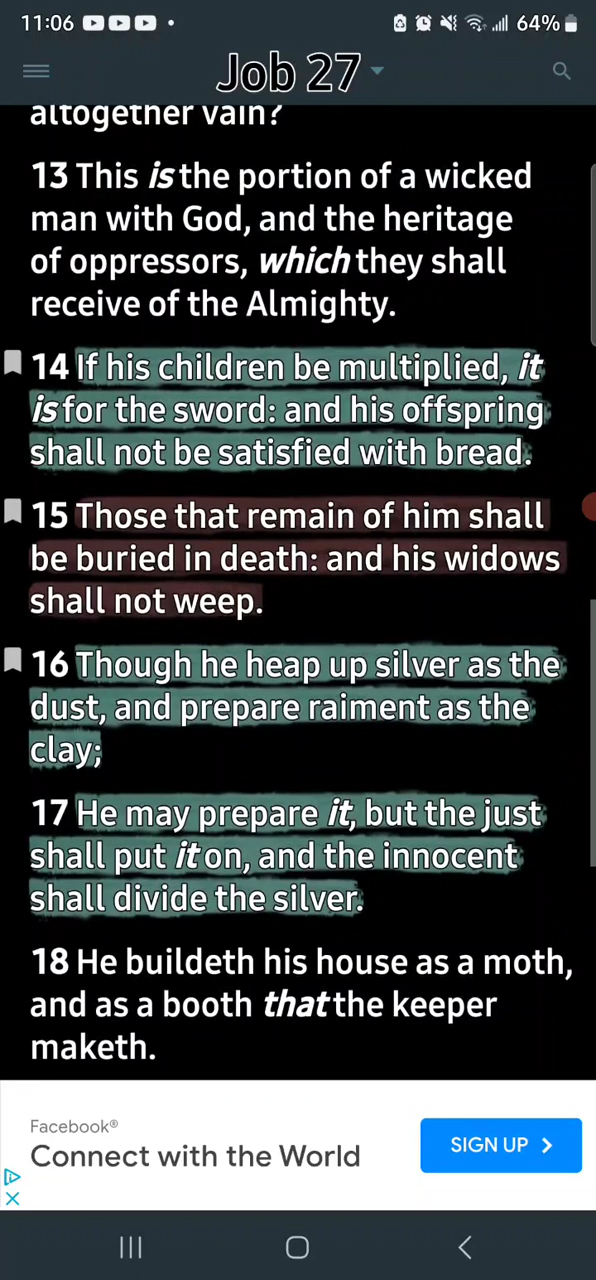 11:06
64%
Job 27
altogether vain?
13 This is the portion of a wicked
man with God, and the heritage
of oppressors, which they shall
receive of the Almighty.
14 If his children be multiplied, it
is for the sword: and his offspring
shall not be satisfied with bread.
15 Those that remain of him shall
be buried in death: and his widows
shall not weep.
16 Though he heap up silver as the
dust, and prepare raiment as the
clay;
17 He may prepare it, but the just
shall put it on, and the innocent
shall divide the silver.
18 He buildeth his house as a moth,
and as a booth that the keeper
maketh.
Facebook®
Connect with the World
SIGN UP